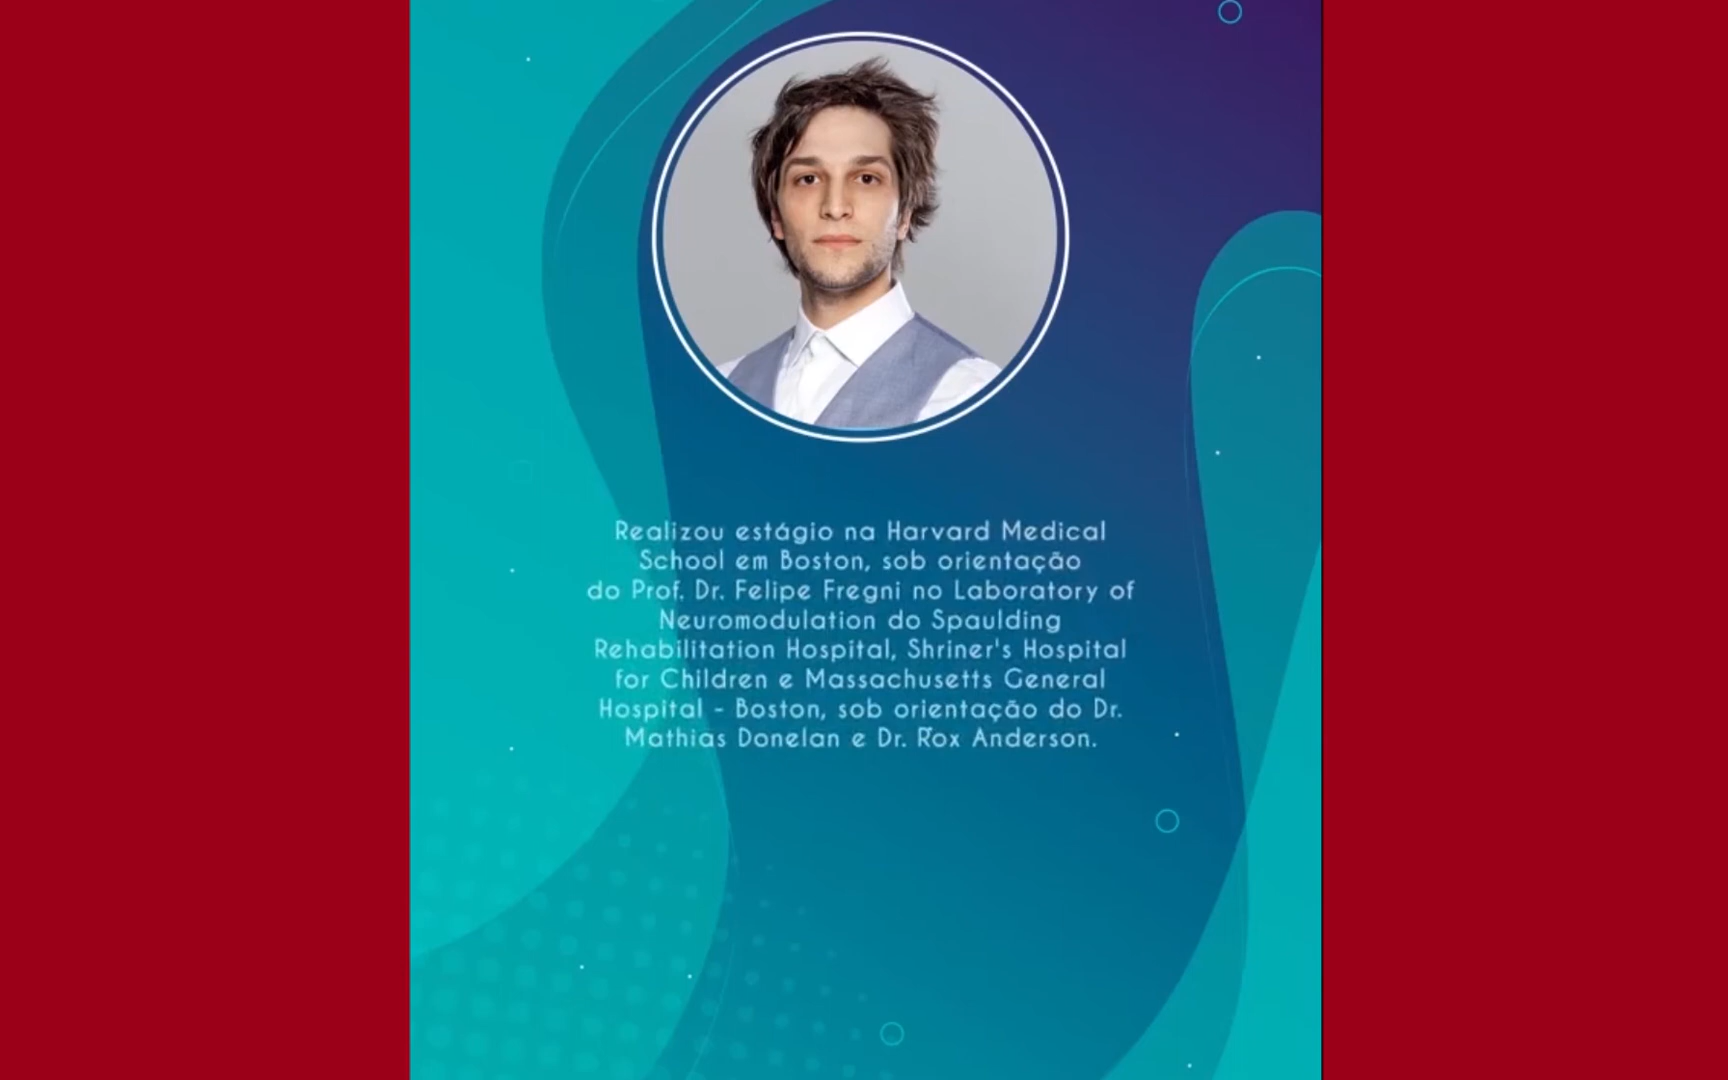 Realizou estágio na Harvard Medical
School em Boston, sob orientação
do Prof. Dr. Felipe Fregni no Laboratory of
Neuromodulation do Spaulding
Rehabilitation Hospital, Shriner's Hospital
for Children e Massachusetts General
Hospital - Boston, sob orientação do Dr.
Mathias Donelan e Dr. Rox Anderson.